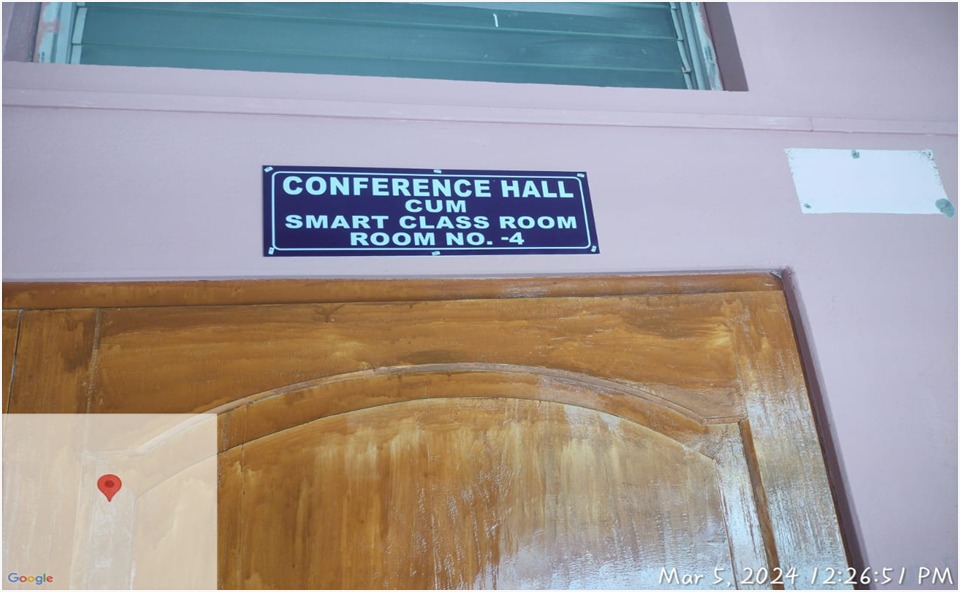 CONFERENCE HALL
CUM
SMART CLASS ROOM
ROOM NO. -4
Google
Mar 5, 2024 12:26:51 PM